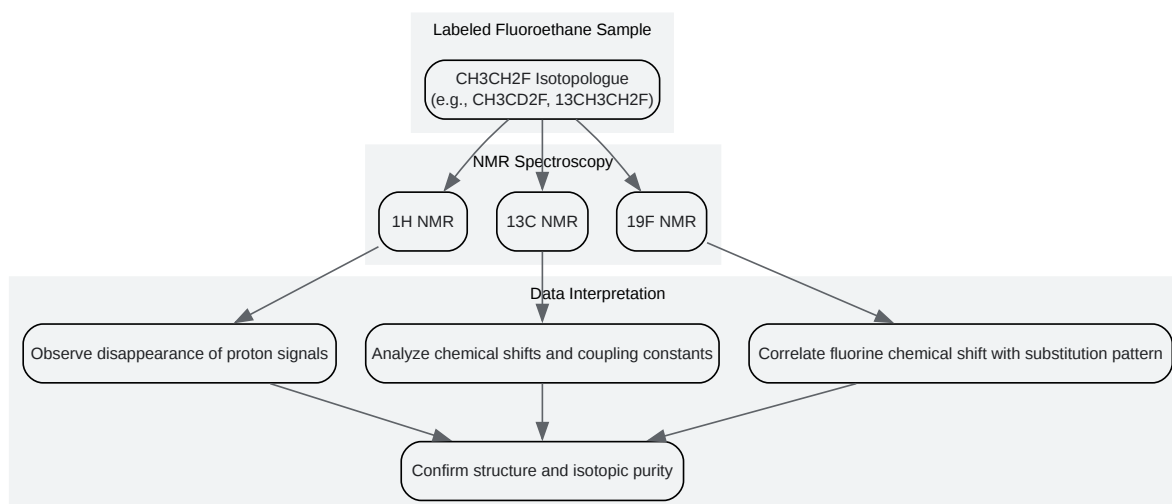 Labeled Fluoroethane Sample
CH3CH2F Isotopologue
(e.g., CH3CD2F, 13CH3CH2F)
NMR Spectroscopy
1H NMR
13C NMR
19F NMR
Data Interpretation
Observe disappearance of proton signals
Analyze chemical shifts and coupling constants
Correlate fluorine chemical shift with substitution pattern
Confirm structure and isotopic purity